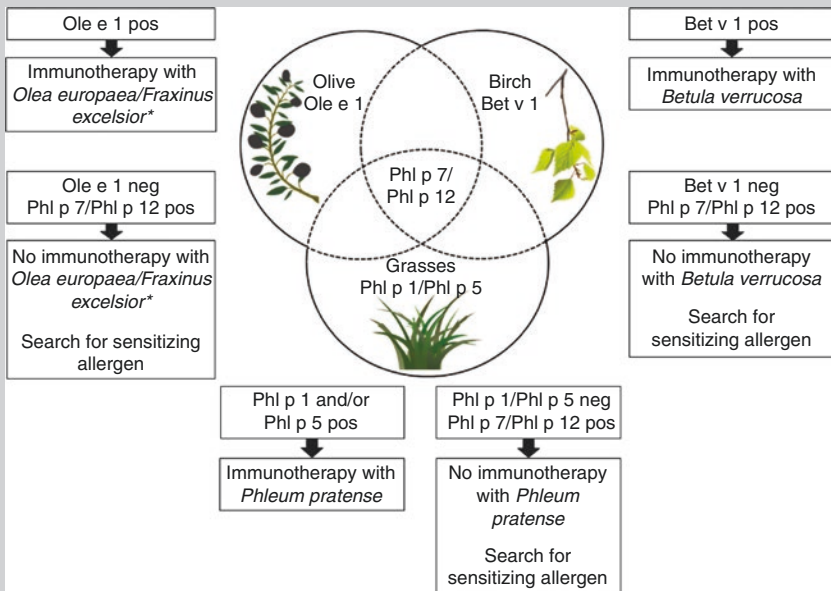 Ole e 1 pos
Immunotherapy with
Olea europaea/Fraxinus
excelsior*
Ole e 1 neg
Phl p 7/Phl p 12 pos
No immunotherapy with
Olea europaea/Fraxinus
excelsior*
Search for sensitizing
allergen
Olive
Ole e 1
Birch
Bet v 1
Phl p 7/
Phl p 12
Grasses
Phl p 1/Phl p 5
Bet v 1 pos
Immunotherapy with
Betula verrucosa
Bet v 1 neg
Phl p 7/Phl p 12 pos
No immunotherapy
with Betula verrucosa
Search for
sensitizing allergen
Phl p 1 and/or
Phl p 5 pos
Immunotherapy with
Phleum pratense
Phl p 1/Phl p 5 neg
Phl p 7/Phl p 12 pos
No immunotherapy
with Phleum
pratense
Search for
sensitizing allergen